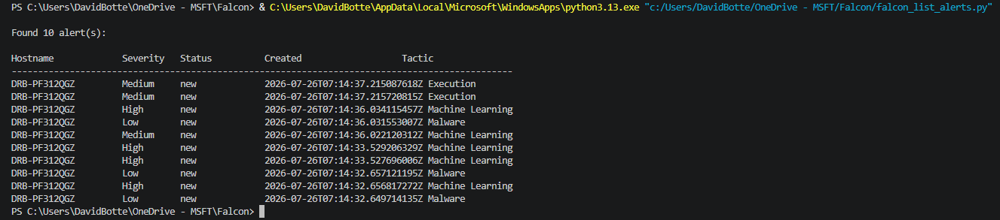 PS C:\Users\DavidBotte\OneDrive - MSFT\Falcon> & C:\Users\DavidBotte\AppData\Local\Microsoft\WindowsApps\python3.13.exe "c:/Users/DavidBotte/OneDrive - MSFT/Falcon/falcon_list_alerts.py"
Found 10 alert(s):
Hostname Severity Status Created Tactic
-----------------------------------------------------------------------------------------------
DRB-PF312QGZ Medium new 2026-07-26T07:14:37.215087618Z Execution
DRB-PF312QGZ Medium new 2026-07-26T07:14:37.215720815Z Execution
DRB-PF312QGZ High new 2026-07-26T07:14:36.034115457Z Machine Learning
DRB-PF312QGZ Low new 2026-07-26T07:14:36.031553007Z Malware
DRB-PF312QGZ Medium new 2026-07-26T07:14:36.022120312Z Machine Learning
DRB-PF312QGZ High new 2026-07-26T07:14:33.529206329Z Machine Learning
DRB-PF312QGZ High new 2026-07-26T07:14:33.527696006Z Machine Learning
DRB-PF312QGZ Low new 2026-07-26T07:14:32.657121196Z Malware
DRB-PF312QGZ High new 2026-07-26T07:14:32.656817272Z Machine Learning
DRB-PF312QGZ Low new 2026-07-26T07:14:32.649714135Z Malware
PS C:\Users\DavidBotte\OneDrive - MSFT\Falcon>